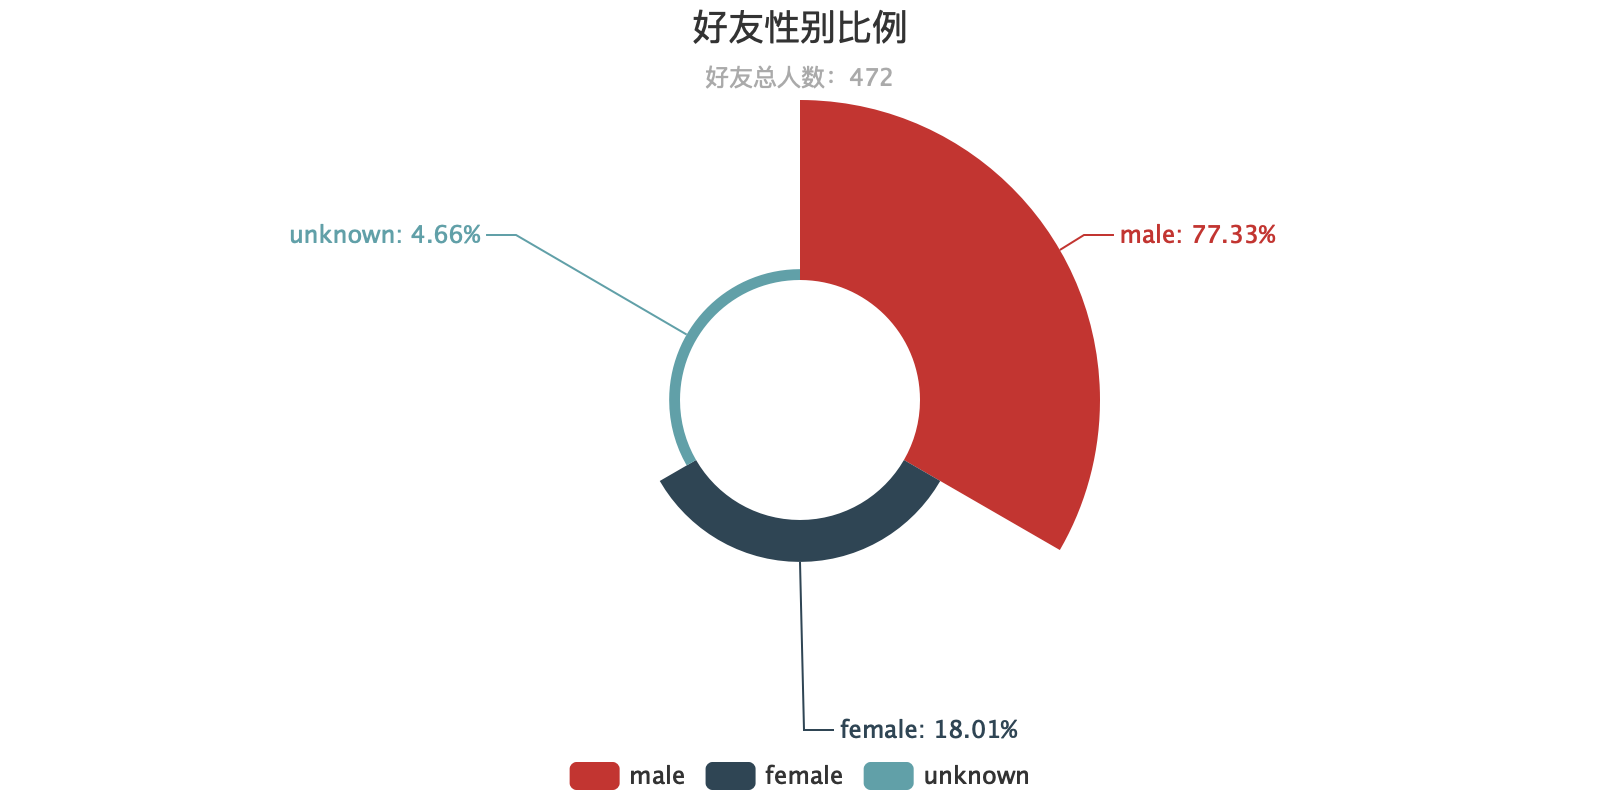 好友性别比例
好友总人数：472
unknown: 4.66%
male: 77.33%
female: 18.01%
male
female
unknown